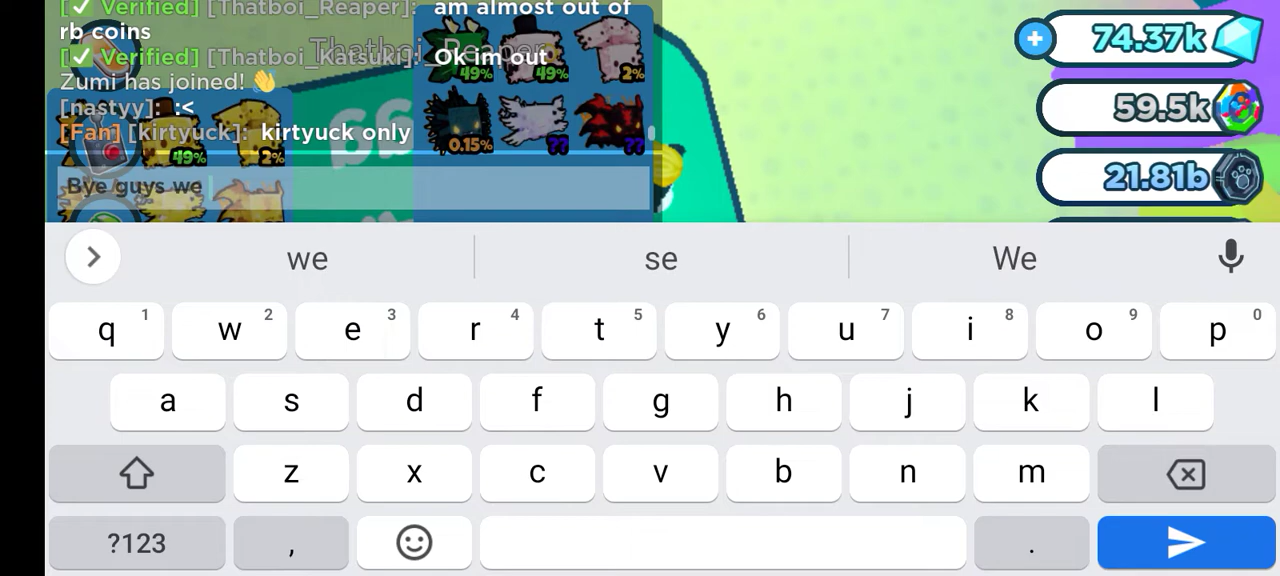 [✔ Verified] [Thatboi_Reaper]: am almost out of
rb coins
[✔ Verified] [Thatboi_Katsuki]: Ok im out
Thatboi_Reaper
Zumi has joined! 👋
[nastyy]: :<
[Fan] [kirtyuck]: kirtyuck only
49% 49% 2%
0.15% ?? ??
49% 2%
99
Bye guys we
74.37k
59.5k
21.81b
we se We
q 1 w 2 e 3 r 4 t 5 y 6 u 7 i 8 o 9 p 0
a s d f g h j k l
z x c v b n m
?123 , .